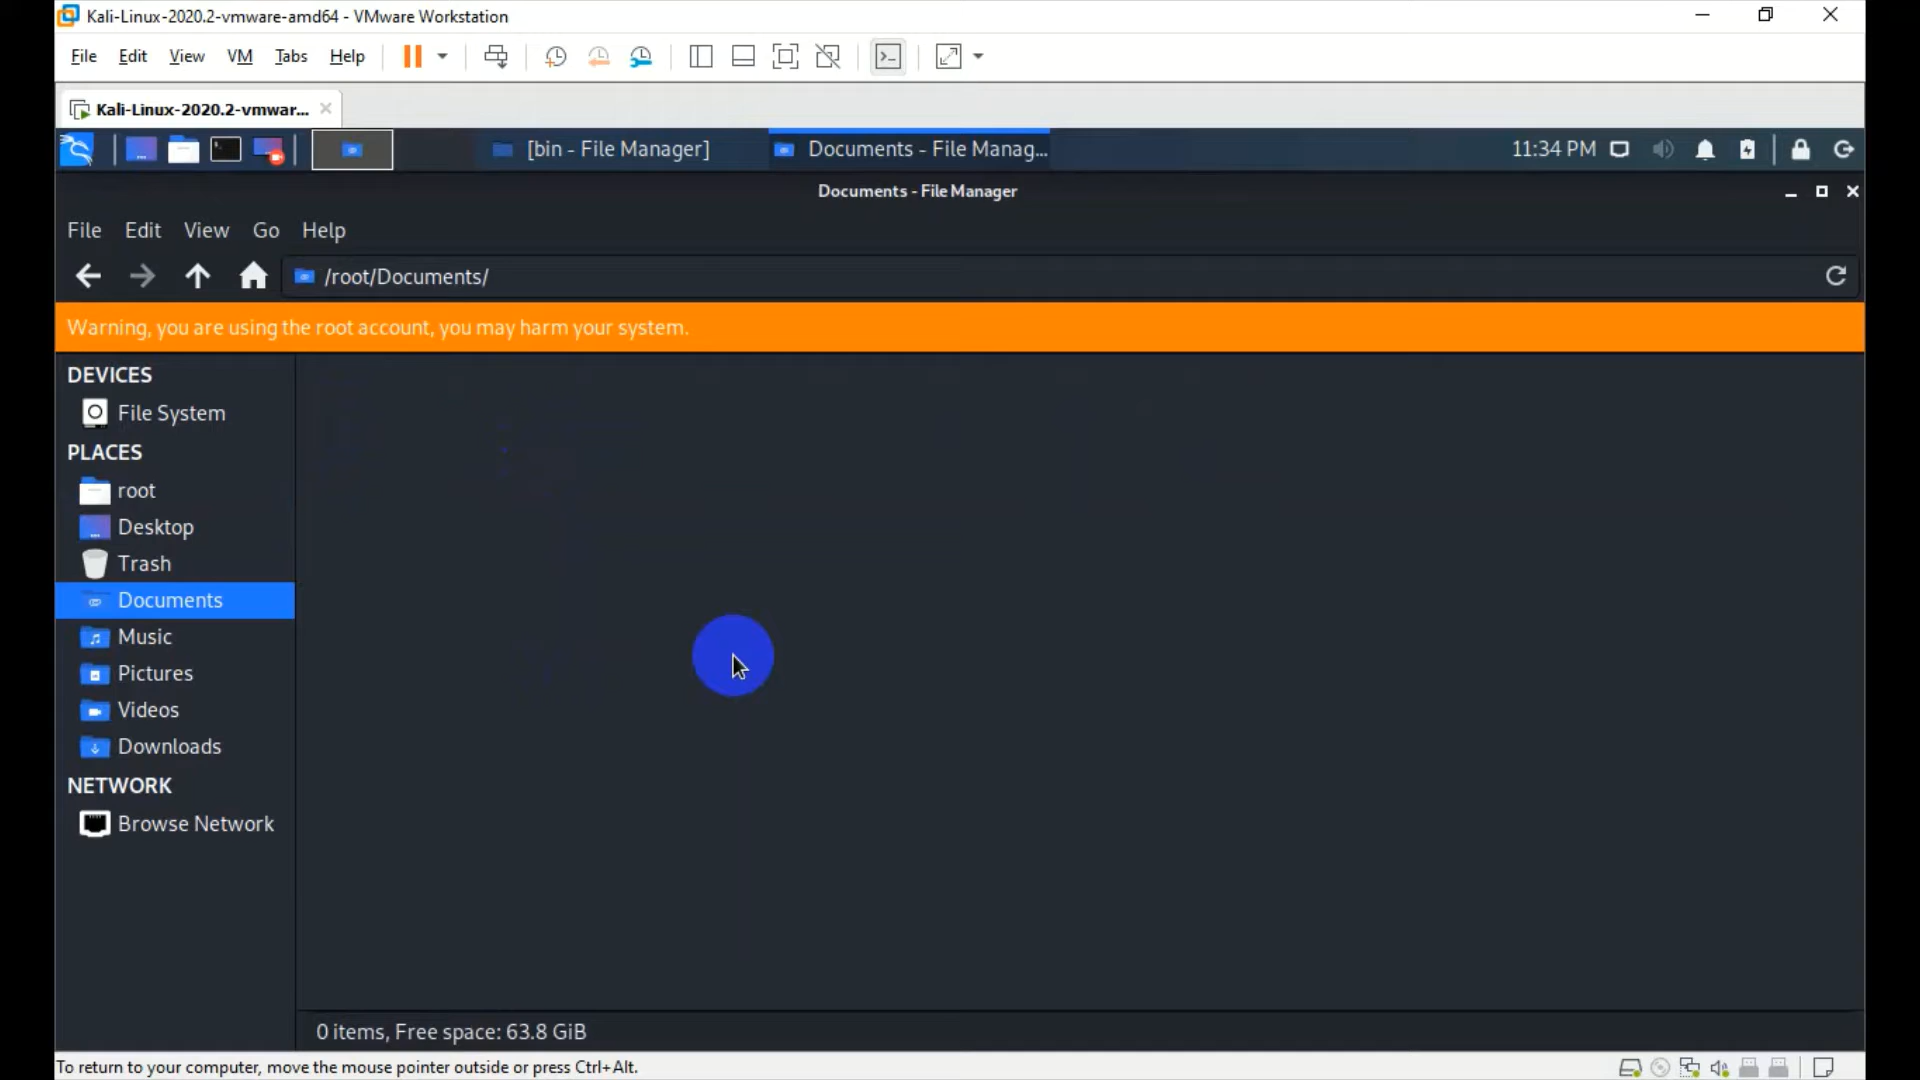 Kali-Linux-2020.2-vmware-amd64 - VMware Workstation
File Edit View VM Tabs Help
Kali-Linux-2020.2-vmwar...
[bin - File Manager] Documents - File Manag... 11:34 PM
Documents - File Manager
File Edit View Go Help
/root/Documents/
Warning, you are using the root account, you may harm your system.
DEVICES
File System
PLACES
root
Desktop
Trash
Documents
Music
Pictures
Videos
Downloads
NETWORK
Browse Network
0 items, Free space: 63.8 GiB
To return to your computer, move the mouse pointer outside or press Ctrl+Alt.